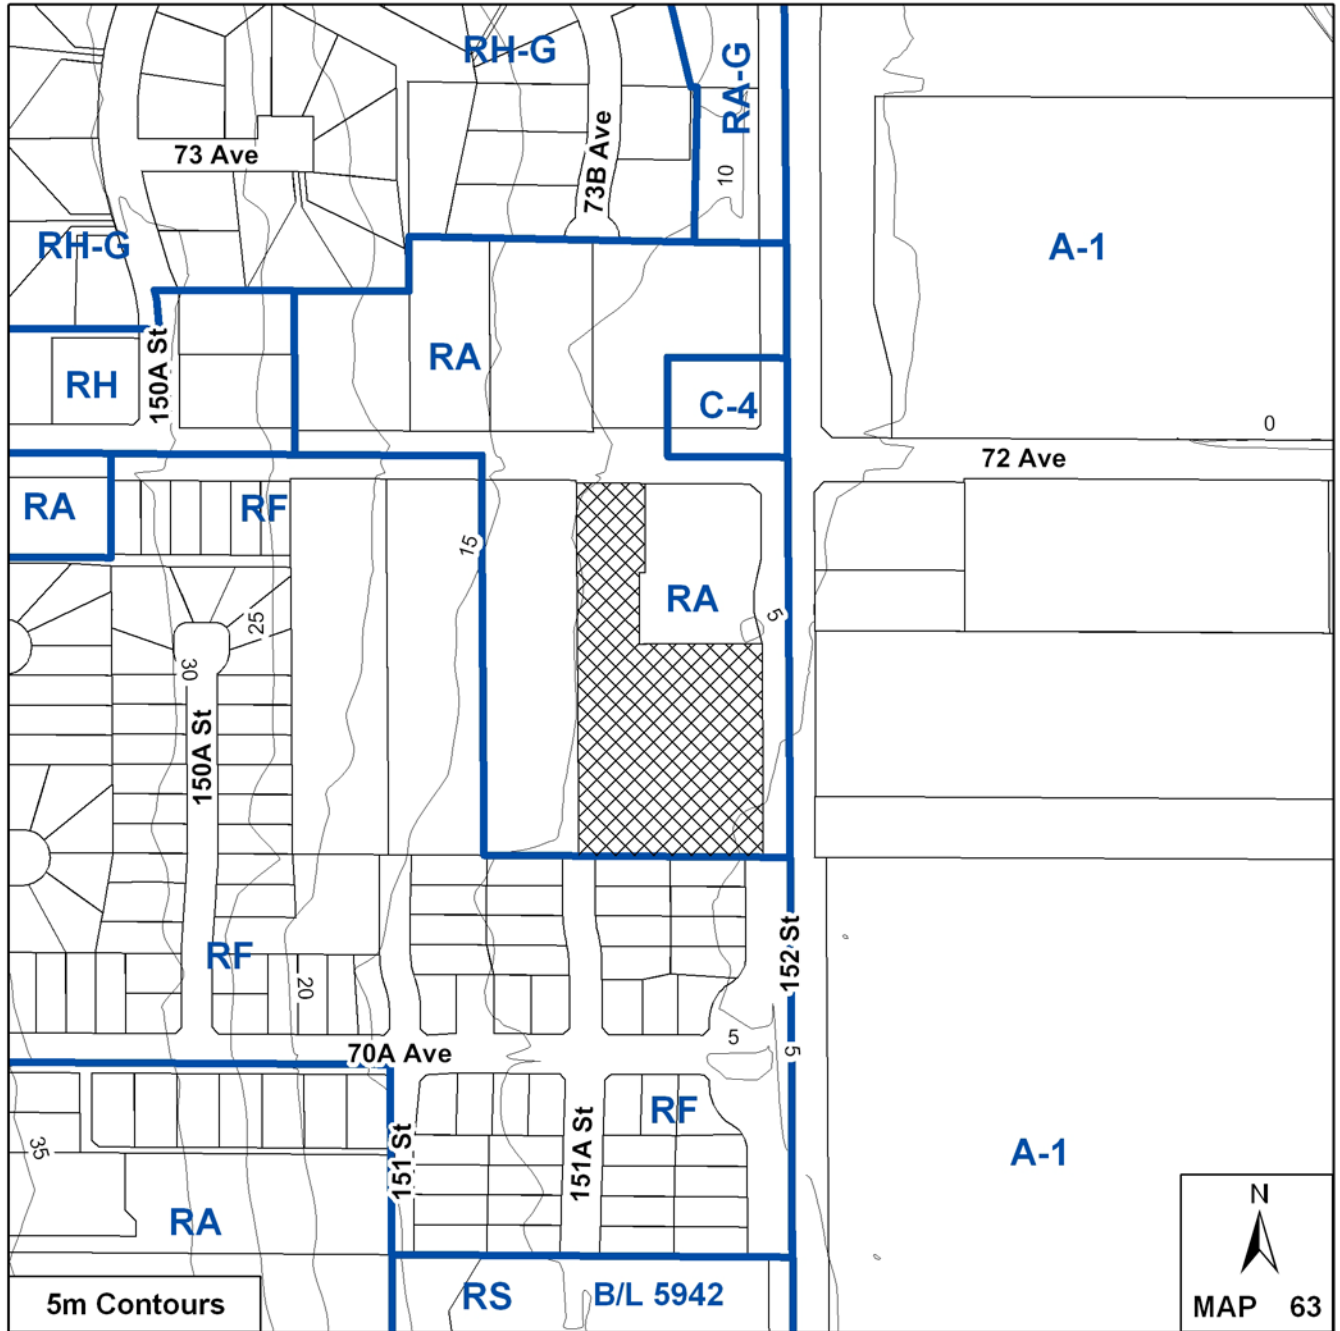 RH-G
RA-G
73 Ave
73B Ave
10
RH-G
A-1
150A St
RA
RH
C-4
0
72 Ave
RA
RF
15
RA
5
25
30
150A St
RF
20
152 St
5
70A Ave
5
RF
151 St
151A St
35
A-1
RA
N
5m Contours
RS B/L 5942
MAP 63